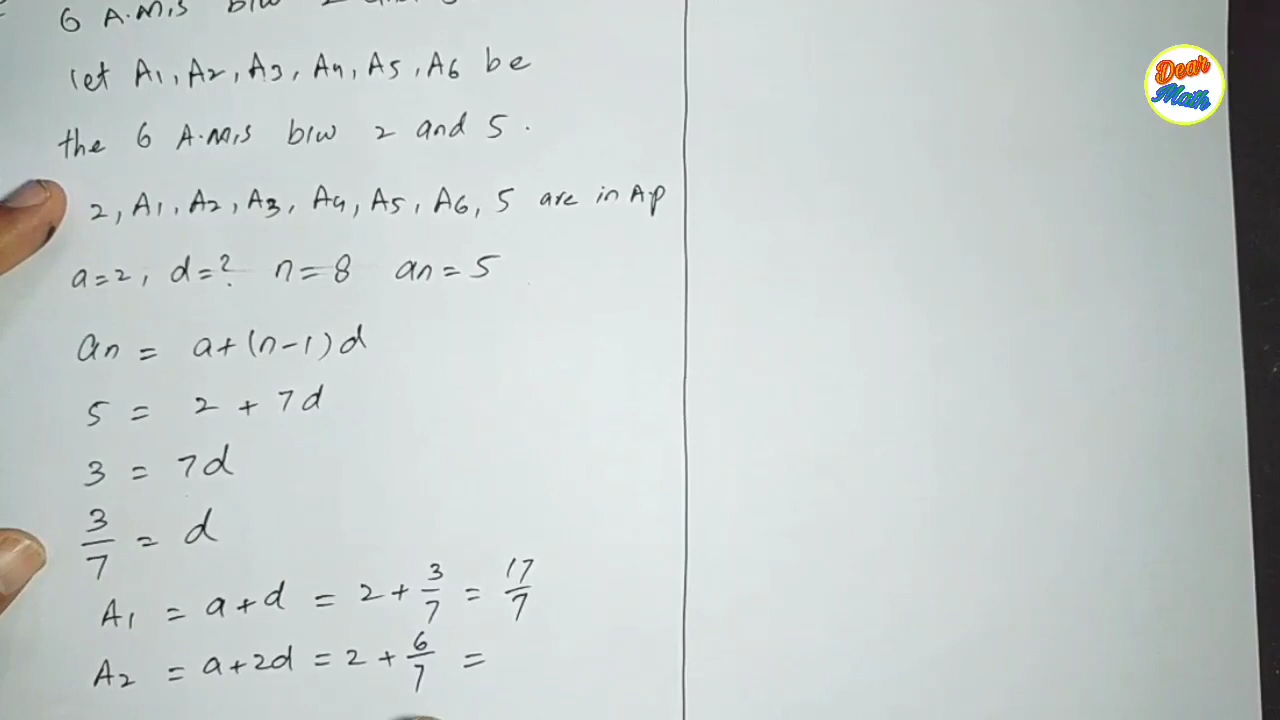 6 A.M,s b/w 2
let A1, A2, A3, A4, A5, A6 be
the 6 A.M,s b/w 2 and 5.
2, A1, A2, A3, A4, A5, A6, 5 are in A.p
a=2, d=? n=8 an=5
an = a+(n-1)d
5 = 2 + 7d
3 = 7d
3/7 = d
A1 = a+d = 2+3/7 = 17/7
A2 = a+2d = 2+6/7 =
Dear
Math